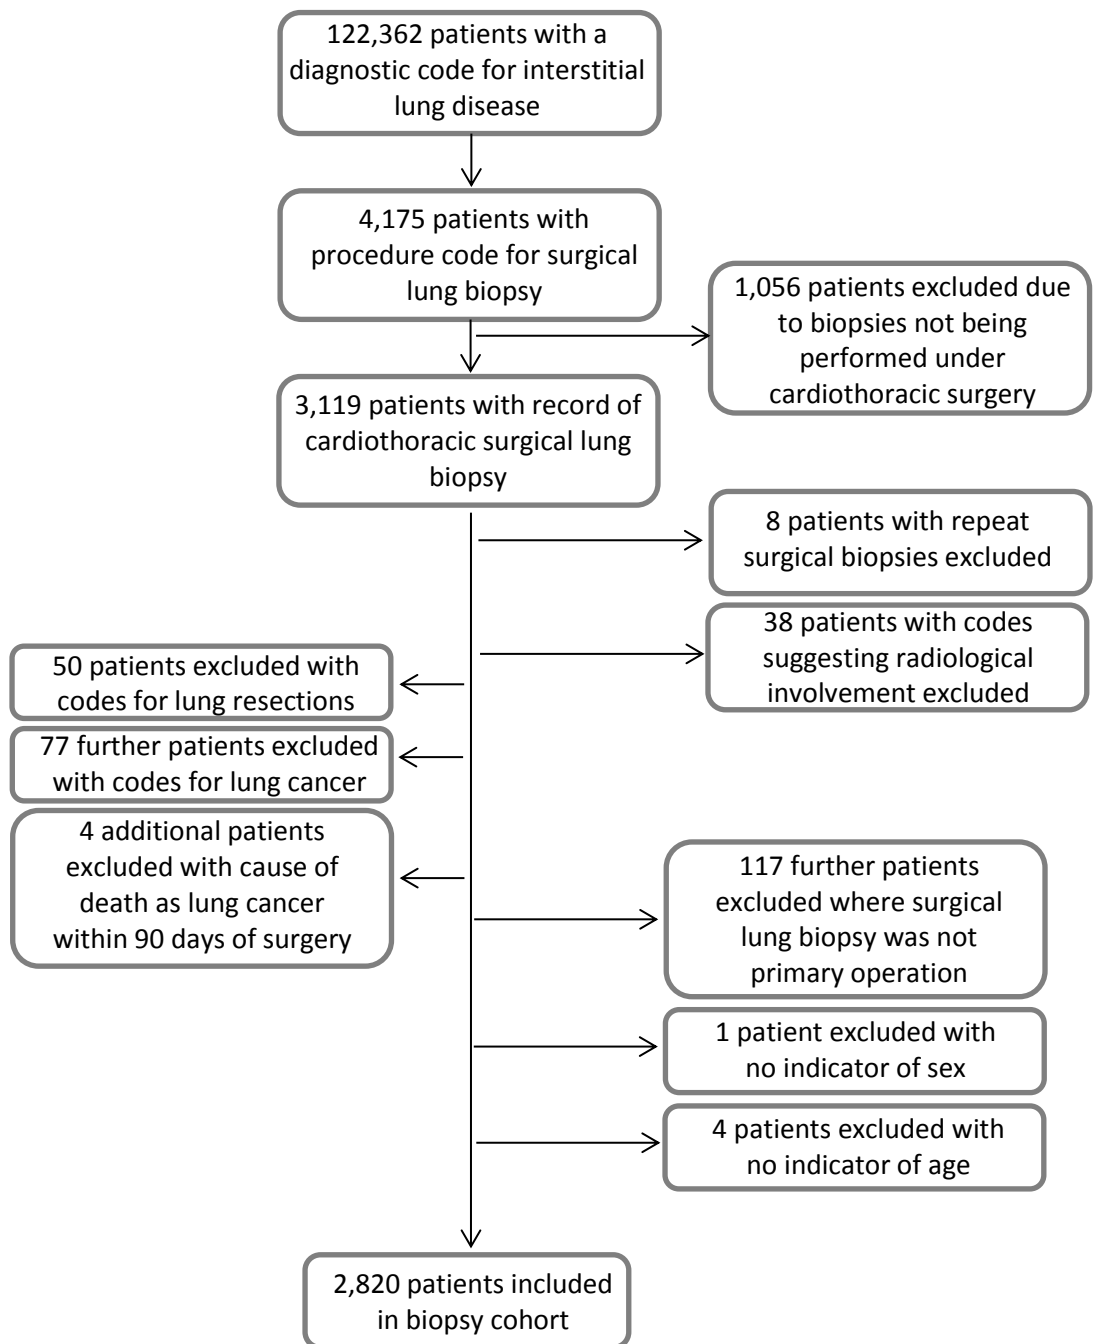 122,362 patients with a
diagnostic code for interstitial
lung disease
4,175 patients with
procedure code for surgical
lung biopsy
1,056 patients excluded due
to biopsies not being
performed under
cardiothoracic surgery
3,119 patients with record of
cardiothoracic surgical lung
biopsy
8 patients with repeat
surgical biopsies excluded
38 patients with codes
suggesting radiological
involvement excluded
50 patients excluded with
codes for lung resections
77 further patients excluded
with codes for lung cancer
4 additional patients
excluded with cause of
death as lung cancer
within 90 days of surgery
117 further patients
excluded where surgical
lung biopsy was not
primary operation
1 patient excluded with
no indicator of sex
4 patients excluded with
no indicator of age
2,820 patients included
in biopsy cohort